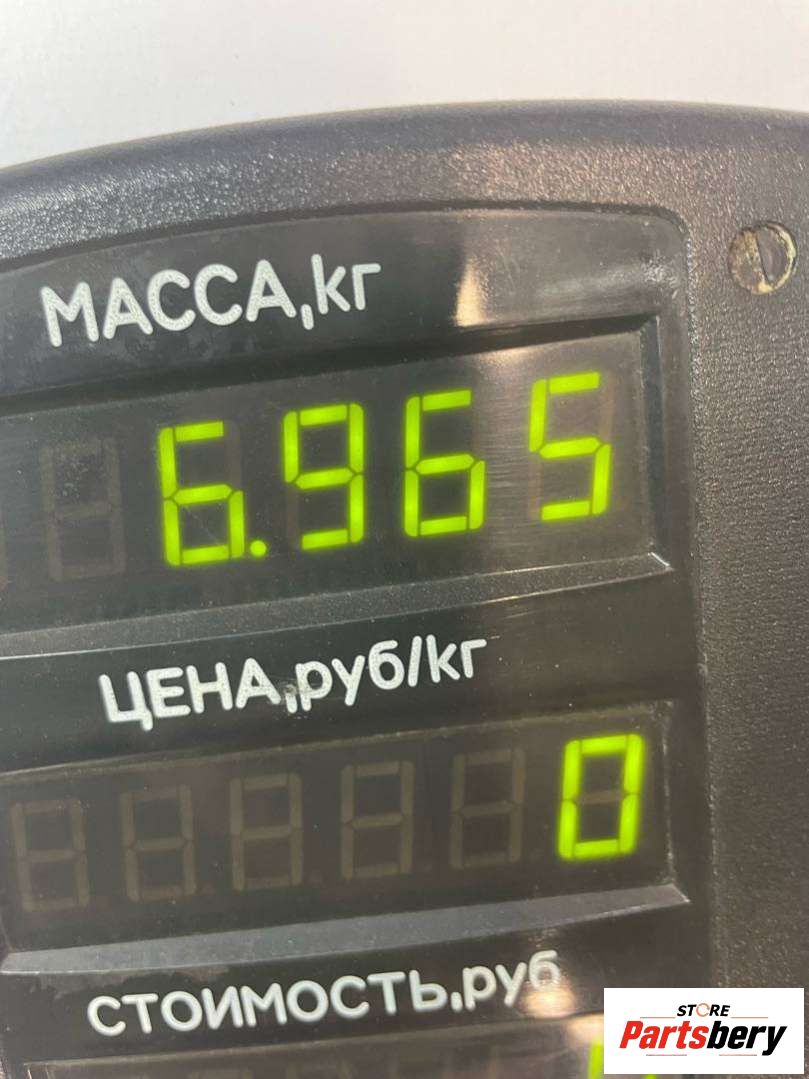 МАССА,кг
6.965
ЦЕНА,руб/кг
0
СТОИМОСТЬ,руб
STORE
Partsbery